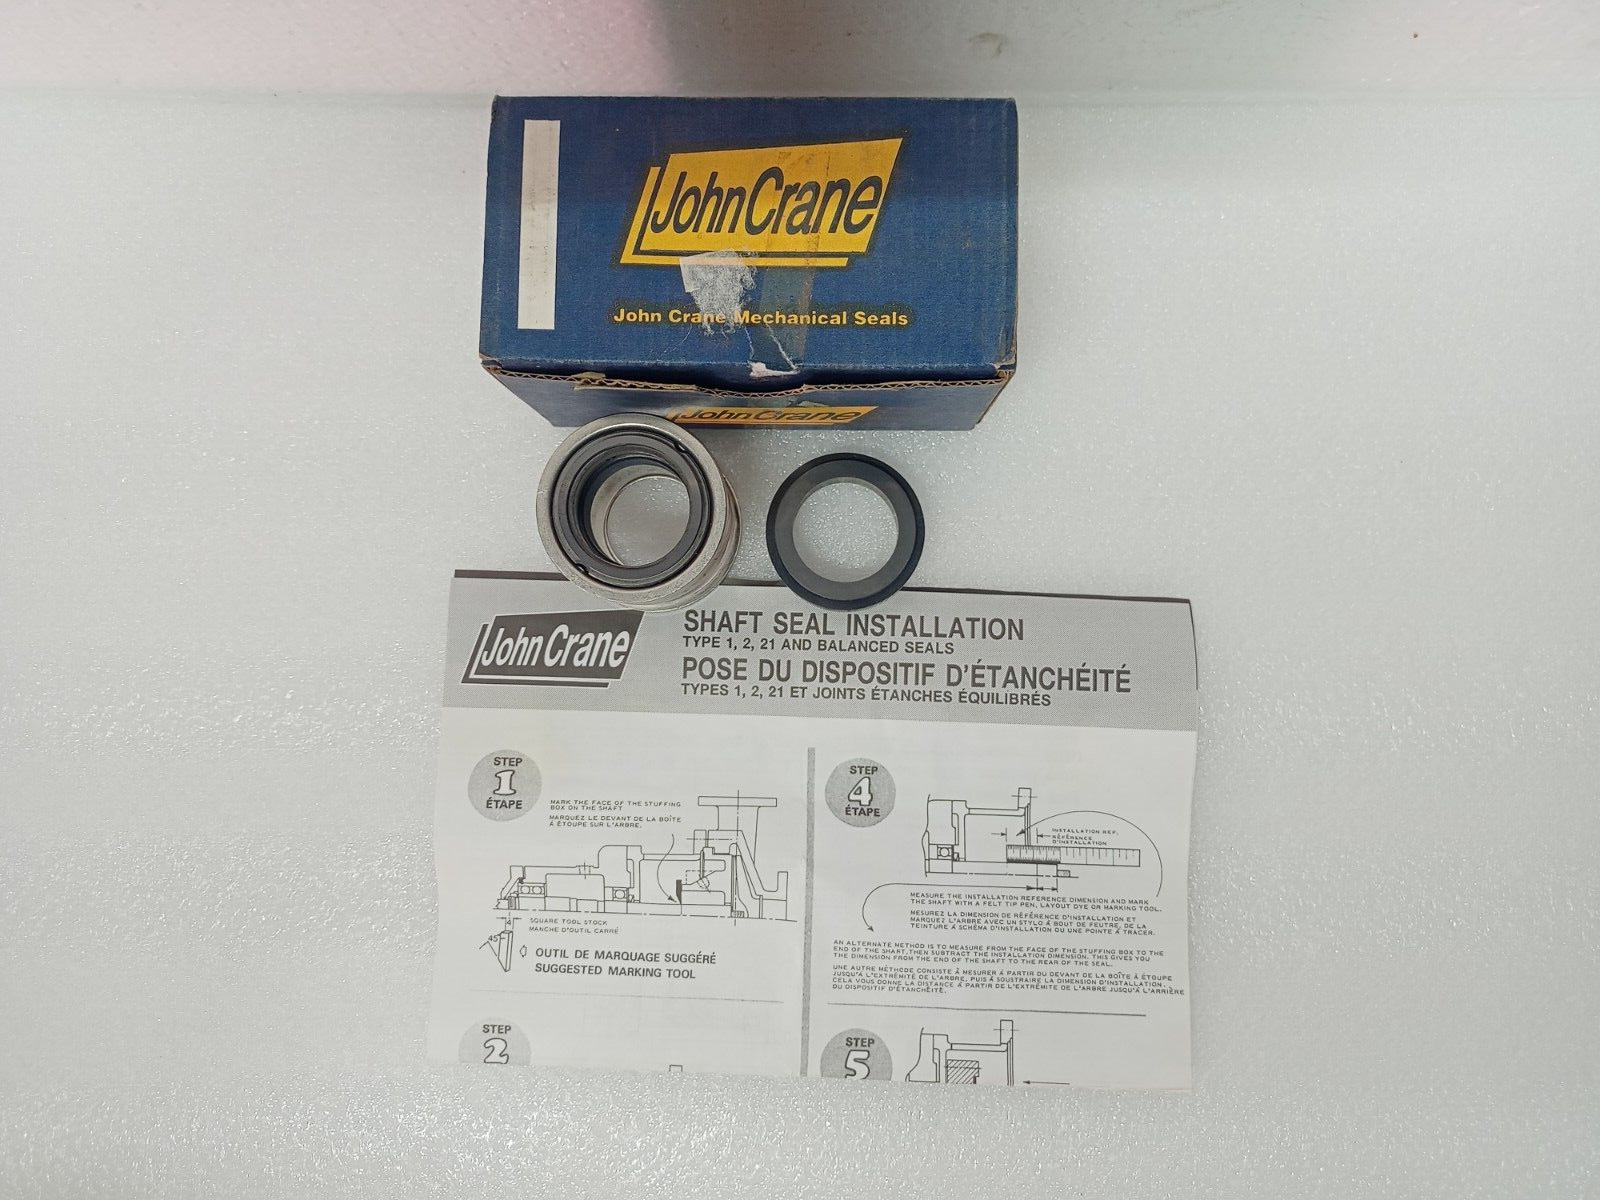 John Crane
John Crane Mechanical Seals
John Crane
John Crane
SHAFT SEAL INSTALLATION
TYPE 1, 2, 21 AND BALANCED SEALS
POSE DU DISPOSITIF D'ÉTANCHÉITÉ
TYPES 1, 2, 21 ET JOINTS ÉTANCHES ÉQUILIBRÉS
STEP
1
ÉTAPE
MARK THE FACE OF THE STUFFING
BOX ON THE SHAFT
MARQUEZ LE DEVANT DE LA BOÎTE
À ÉTOUPE SUR L'ARBRE.
SQUARE TOOL STOCK
MANCHE D'OUTIL CARRÉ
45°
OUTIL DE MARQUAGE SUGGÉRÉ
SUGGESTED MARKING TOOL
STEP
2
STEP
4
ÉTAPE
INSTALLATION REF.
RÉFÉRENCE
D'INSTALLATION
MEASURE THE INSTALLATION REFERENCE DIMENSION AND MARK
THE SHAFT WITH A FELT TIP PEN, LAYOUT DYE OR MARKING TOOL.
MESUREZ LA DIMENSION DE RÉFÉRENCE D'INSTALLATION ET
MARQUEZ L'ARBRE AVEC UN STYLO À BOUT DE FEUTRE, DE LA
TEINTURE À SCHÉMA D'INSTALLATION OU UNE POINTE À TRACER.
AN ALTERNATE METHOD IS TO MEASURE FROM THE FACE OF THE STUFFING BOX TO THE
END OF THE SHAFT, THEN SUBTRACT THE INSTALLATION DIMENSION. THIS GIVES YOU
THE DIMENSION FROM THE END OF THE SHAFT TO THE REAR OF THE SEAL.
UNE AUTRE MÉTHODE CONSISTE À MESURER À PARTIR DU DEVANT DE LA BOÎTE À ÉTOUPE
JUSQU'À L'EXTRÉMITÉ DE L'ARBRE, PUIS À SOUSTRAIRE LA DIMENSION D'INSTALLATION.
CELA VOUS DONNE LA DISTANCE À PARTIR DE L'EXTRÉMITÉ DE L'ARBRE JUSQU'À L'ARRIÈRE
DU DISPOSITIF D'ÉTANCHÉITÉ.
STEP
5